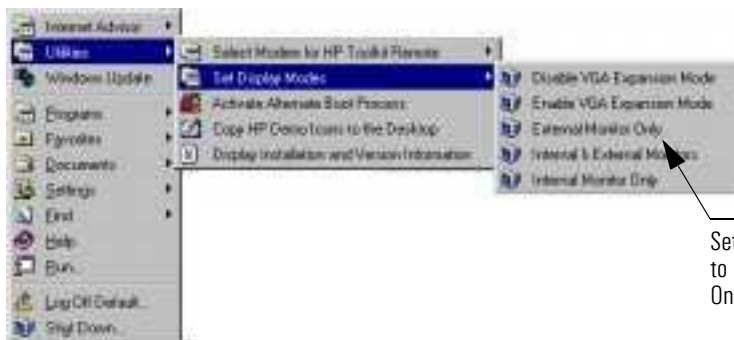 Internet Advisor
Utilities
Windows Update
Programs
Favorites
Documents
Settings
Find
Help
Run...
Log Off Default...
Shut Down...
Select Modem for HP Toolkit Remote
Set Display Modes
Activate Alternate Boot Process
Copy HP Demo Icons to the Desktop
Display Installation and Version Information
Disable VGA Expansion Mode
Enable VGA Expansion Mode
External Monitor Only
Internal & External Monitors
Internal Monitor Only
Set
to
On